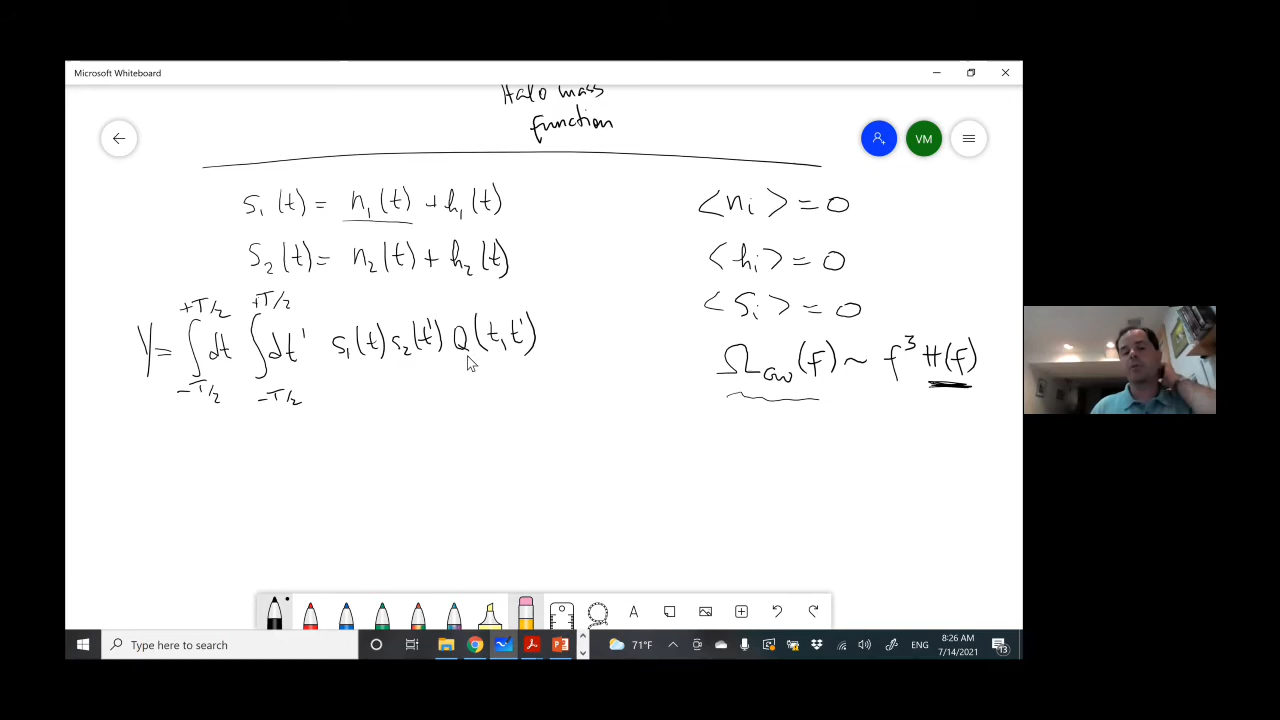 Microsoft Whiteboard
Halo mass
function
VM
s₁(t) = n₁(t) + h₁(t)
s₂(t) = n₂(t) + h₂(t)
Y = ∫_{-T/2}^{+T/2} dt ∫_{-T/2}^{+T/2} dt' s₁(t) s₂(t') Q(t,t')
<nᵢ> = 0
<hᵢ> = 0
<sᵢ> = 0
Ω_GW(f) ~ f³ H(f)
A
Type here to search
71°F
ENG
8:26 AM
7/14/2021
13